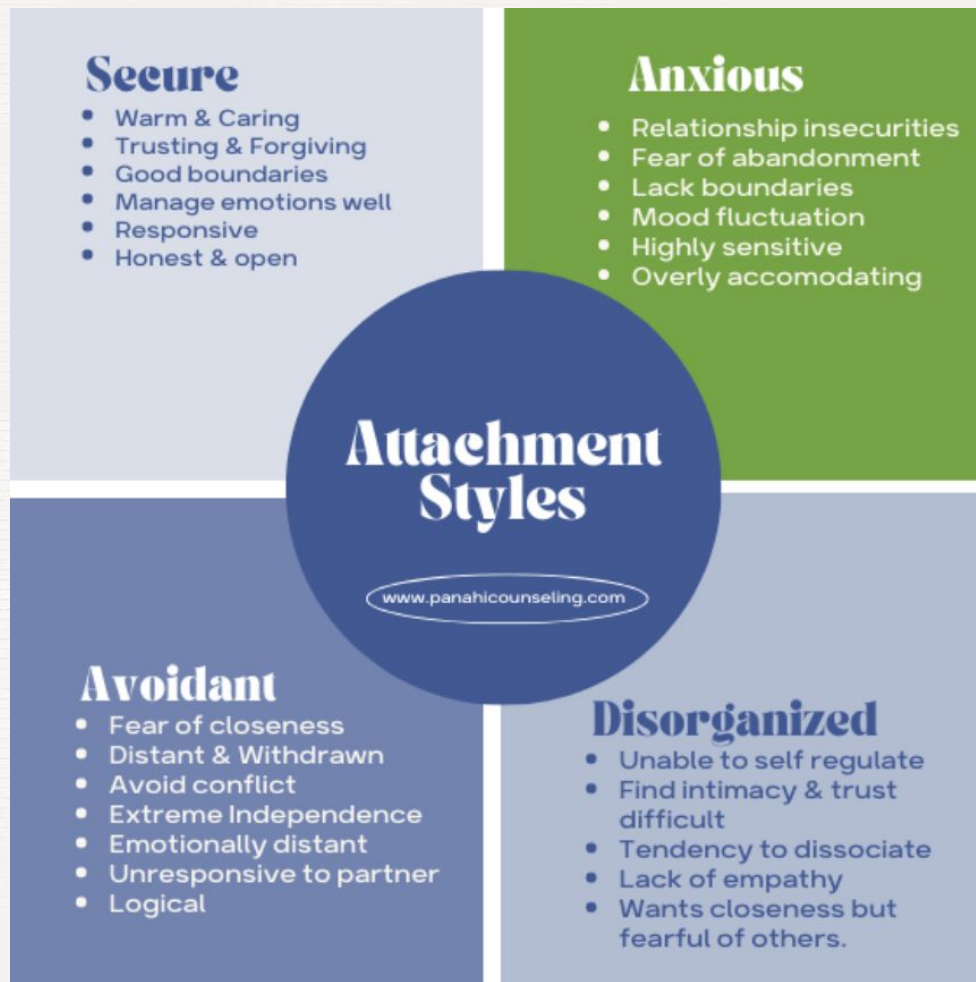 Secure
• Warm & Caring
• Trusting & Forgiving
• Good boundaries
• Manage emotions well
• Responsive
• Honest & open
Anxious
• Relationship insecurities
• Fear of abandonment
• Lack boundaries
• Mood fluctuation
• Highly sensitive
• Overly accomodating
Attachment
Styles
www.panahicounseling.com
Avoidant
• Fear of closeness
• Distant & Withdrawn
• Avoid conflict
• Extreme Independence
• Emotionally distant
• Unresponsive to partner
• Logical
Disorganized
• Unable to self regulate
• Find intimacy & trust
difficult
• Tendency to dissociate
• Lack of empathy
• Wants closeness but
fearful of others.